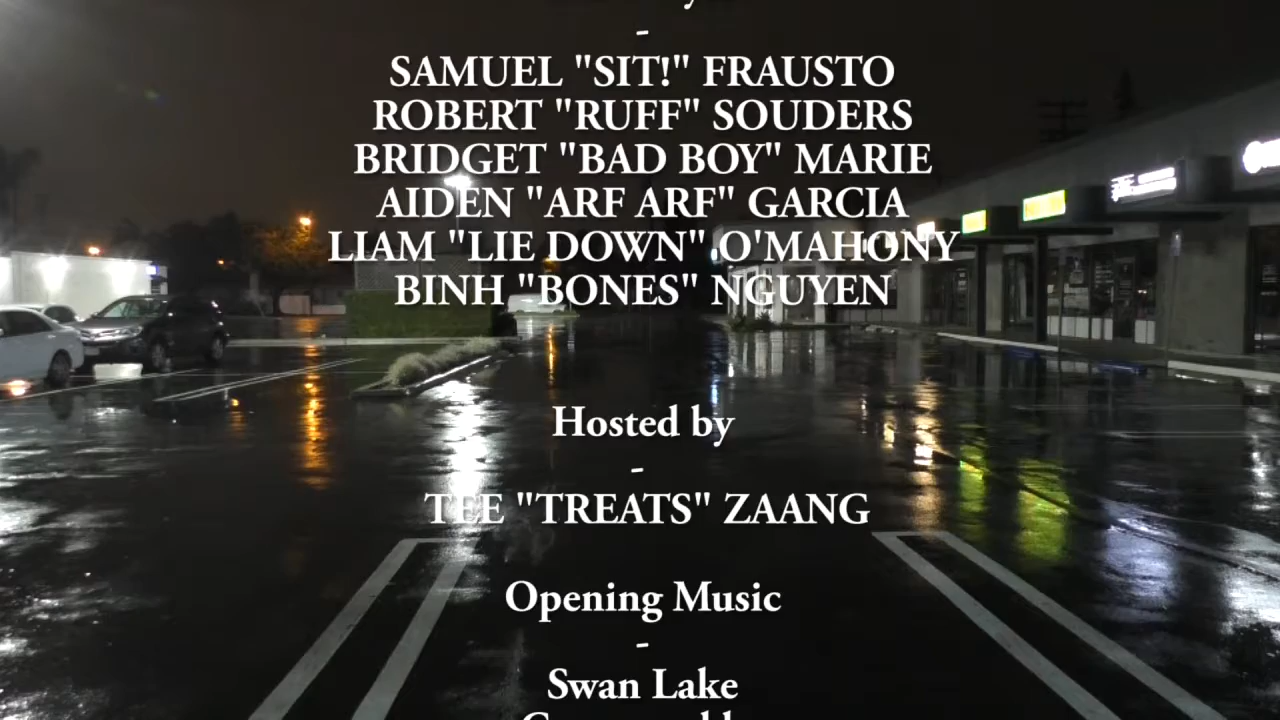 -
SAMUEL "SIT!" FRAUSTO
ROBERT "RUFF" SOUDERS
BRIDGET "BAD BOY" MARIE
AIDEN "ARF ARF" GARCIA
LIAM "LIE DOWN" O'MAHONY
BINH "BONES" NGUYEN
Hosted by
-
TEE "TREATS" ZAANG
Opening Music
-
Swan Lake